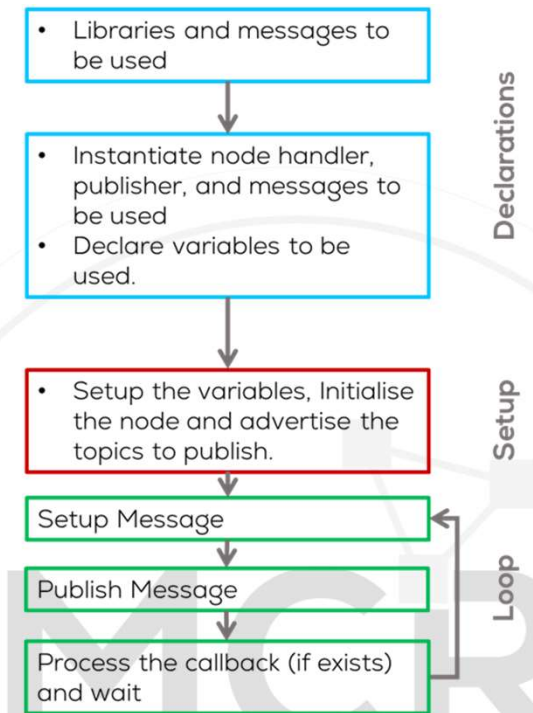 • Libraries and messages to
be used
Declarations
• Instantiate node handler,
publisher, and messages to
be used
• Declare variables to be
used.
• Setup the variables, Initialise
the node and advertise the
topics to publish.
Setup
Setup Message
Publish Message
Loop
Process the callback (if exists)
and wait
MCR